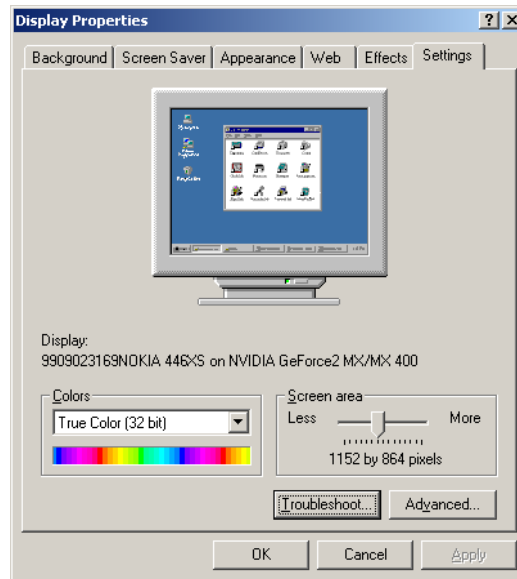 Display Properties
Background Screen Saver Appearance Web Effects Settings
Display:
9909023169NOKIA 446XS on NVIDIA GeForce2 MX/MX 400
Colors
True Color (32 bit)
Screen area
Less More
1152 by 864 pixels
Troubleshoot... Advanced...
OK Cancel Apply